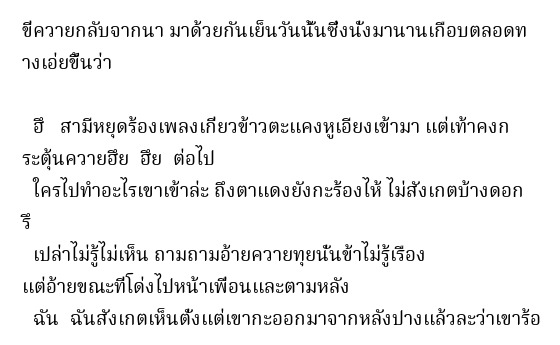 ขี่ควายกลับจากนา มาด้วยกันเย็นวันนั้นซึ่งนั่งมานานเกือบตลอดท
างเอ่ยขึ้นว่า
ฮึ สามีหยุดร้องเพลงเกี่ยวข้าวตะแคงหูเอียงเข้ามา แต่เท้าคงก
ระตุ้นควายฮึย ฮึย ต่อไป
ใครไปทำอะไรเขาเข้าล่ะ ถึงตาแดงยังกะร้องไห้ ไม่สังเกตบ้างดอก
รึ
เปล่าไม่รู้ไม่เห็น ถามถามอ้ายควายทุยนั่นข้าไม่รู้เรื่อง
แต่อ้ายขณะที่โด่งไปหน้าเพื่อนและตามหลัง
ฉัน ฉันสังเกตเห็นตั้งแต่เขากะออกมาจากหลังปางแล้วละว่าเขาร้อ